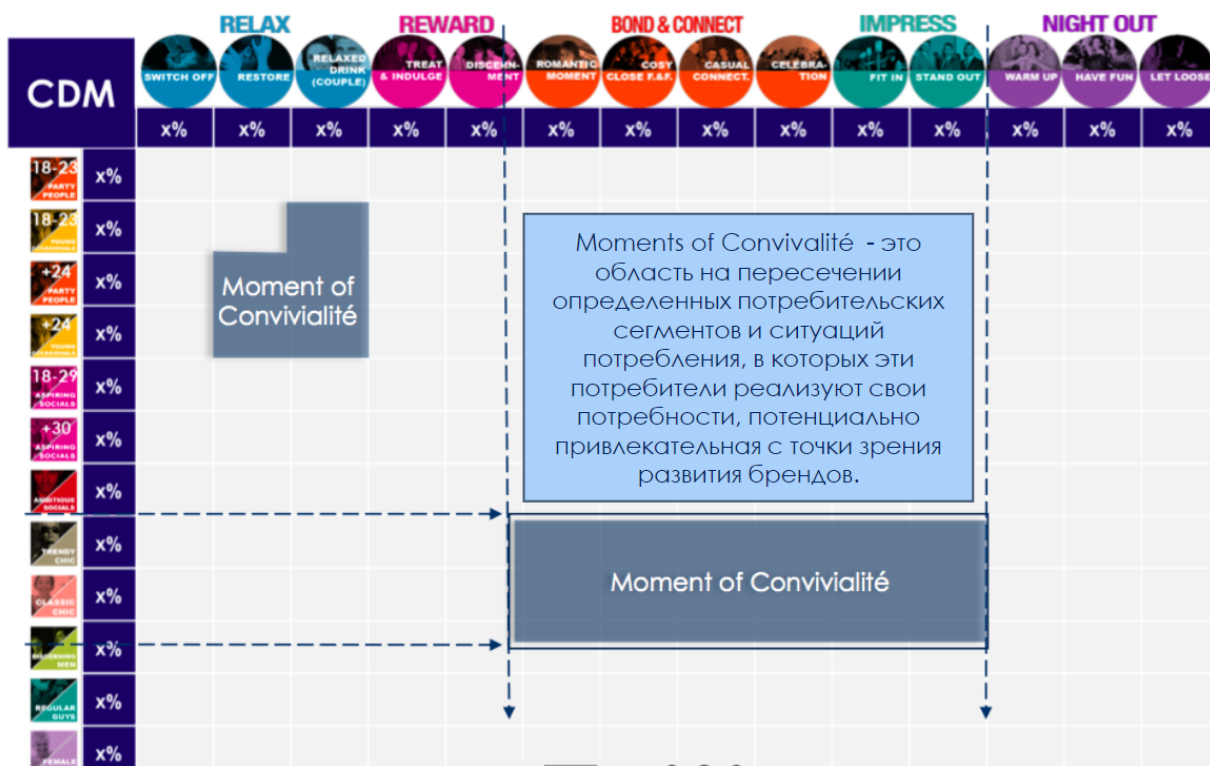 RELAX
REWARD
BOND & CONNECT
IMPRESS
NIGHT OUT
CDM
SWITCH OFF
RESTORE
RELAXED
DRINK
(COUPLE)
TREAT
& INDULGE
DISCERN-
MENT
ROMANTIC
MOMENT
COSY
CLOSE F.&F.
CASUAL
CONNECT.
CELEBRA-
TION
FIT IN
STAND OUT
WARM UP
HAVE FUN
LET LOOSE
x% x% x% x% x% x% x% x% x% x% x% x% x% x%
18-23
PARTY
PEOPLE
x%
18-23
YOUNG
x%
+24
PARTY
PEOPLE
x%
+24
YOUNG
x%
18-29
ASPIRING
SOCIALS
x%
+30
ASPIRING
SOCIALS
x%
AMBITIOUS
SOCIALS
x%
TRENDY
CHIC
x%
CLASSIC
CHIC
x%
MEN
x%
REGULAR
GUYS
x%
FEMALE
x%
Moment of
Convivialité
Moments of Convivalité - это
область на пересечении
определенных потребительских
сегментов и ситуаций
потребления, в которых эти
потребители реализуют свои
потребности, потенциально
привлекательная с точки зрения
развития брендов.
Moment of Convivialité